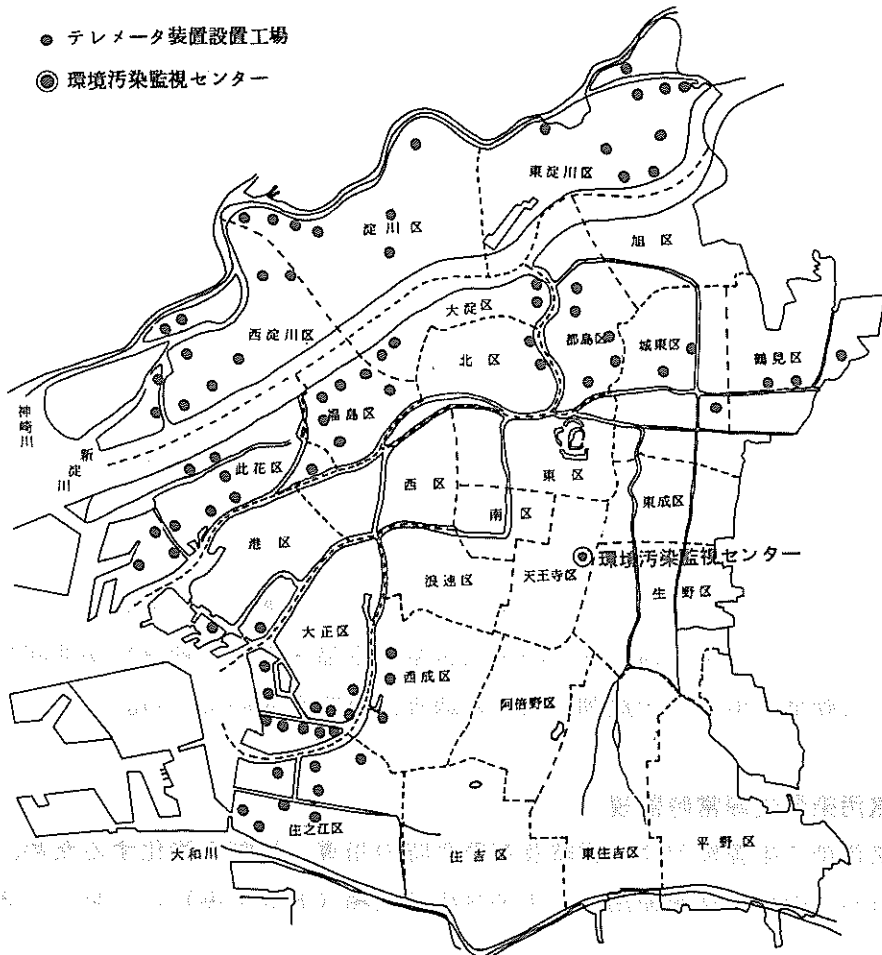 テレメータ装置設置工場
環境汚染監視センター
東淀川区
淀川区
旭区
西淀川区
大淀区
北区
都島区
城東区
鶴見区
神崎川
新淀川
福島区
此花区
西区
東区
東成区
南区
港区
環境汚染監視センター
浪速区
天王寺区
生野区
大正区
西成区
阿倍野区
住之江区
大和川
住吉区
東住吉区
平野区